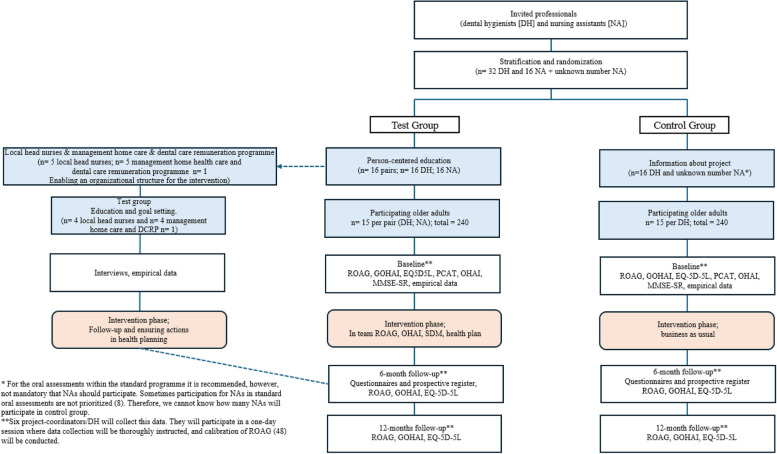 Invited professionals
(dental hygienists [DH] and nursing assistants [NA])
Stratification and randomization
(n= 32 DH and 16 NA + unknown number NA)
Test Group
Control Group
Local head nurses & management home care & dental care remuneration programme
(n= 5 local head nurses; n= 5 management home health care and
dental care remuneration programme n= 1
Enabling an organizational structure for the intervention)
Person-centered education
(n= 16 pairs; n= 16 DH; 16 NA)
Information about project
(n=16 DH and unknown number NA*)
Test group
Education and goal setting.
(n= 4 local head nurses and n= 4 management
home care and DCRP n= 1)
Participating older adults
n= 15 per pair (DH; NA); total = 240
Participating older adults
n= 15 per DH; total = 240
Interviews, empirical data
Baseline**
ROAG, GOHAI, EQ5D5L, PCAT, OHAI,
MMSE-SR, empirical data
Baseline**
ROAG, GOHAI, EQ-5D-5L, PCAT, OHAI,
MMSE-SR, empirical data
Intervention phase;
Follow-up and ensuring actions
in health planning
Intervention phase;
In team ROAG, OHAI, SDM, health plan
Intervention phase;
business as usual
6-month follow-up**
Questionnaires and prospective register,
ROAG, GOHAI, EQ-5D-5L
6-month follow-up**
Questionnaires and prospective register
ROAG, GOHAI, EQ-5D-5L
12-months follow-up**
ROAG, GOHAI, EQ-5D-5L
12-month follow-up**
ROAG, GOHAI, EQ-5D-5L
* For the oral assessments within the standard programme it is recommended, however,
not mandatory that NAs should participate. Sometimes participation for NAs in standard
oral assessments are not prioritized (8). Therefore, we cannot know how many NAs will
participate in control group.
**Six project-coordinators/DH will collect this data. They will participate in a one-day
session where data collection will be thoroughly instructed, and calibration of ROAG (48)
will be conducted.